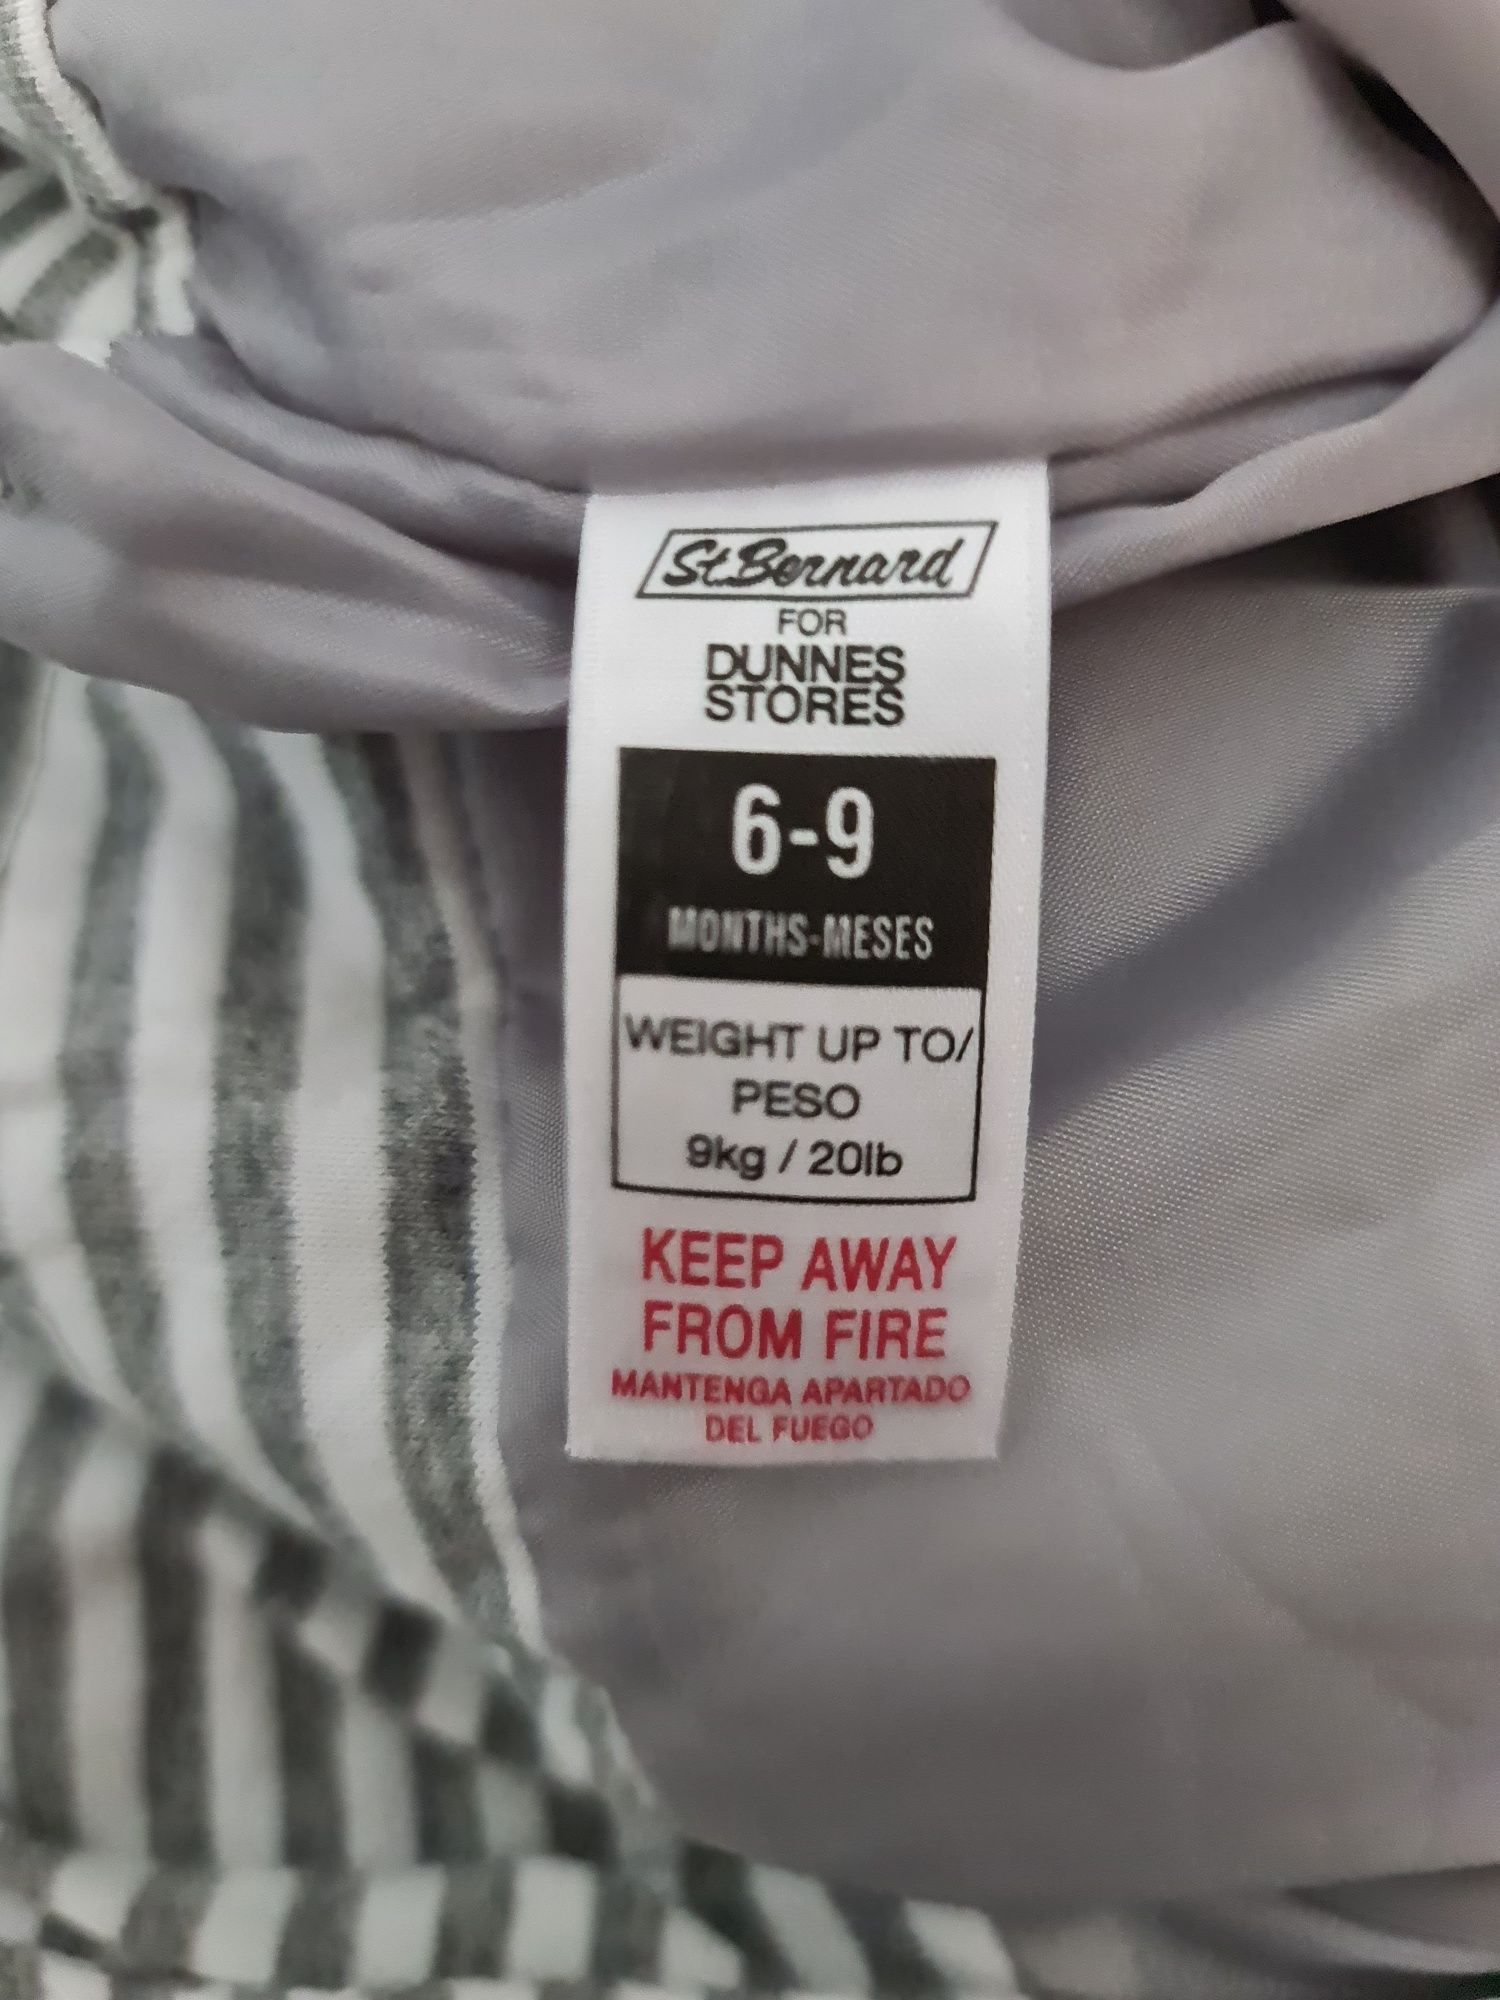 St.Bernard
FOR
DUNNES
STORES
6-9
MONTHS-MESES
WEIGHT UP TO/
PESO
9kg / 20lb
KEEP AWAY
FROM FIRE
MANTENGA APARTADO
DEL FUEGO